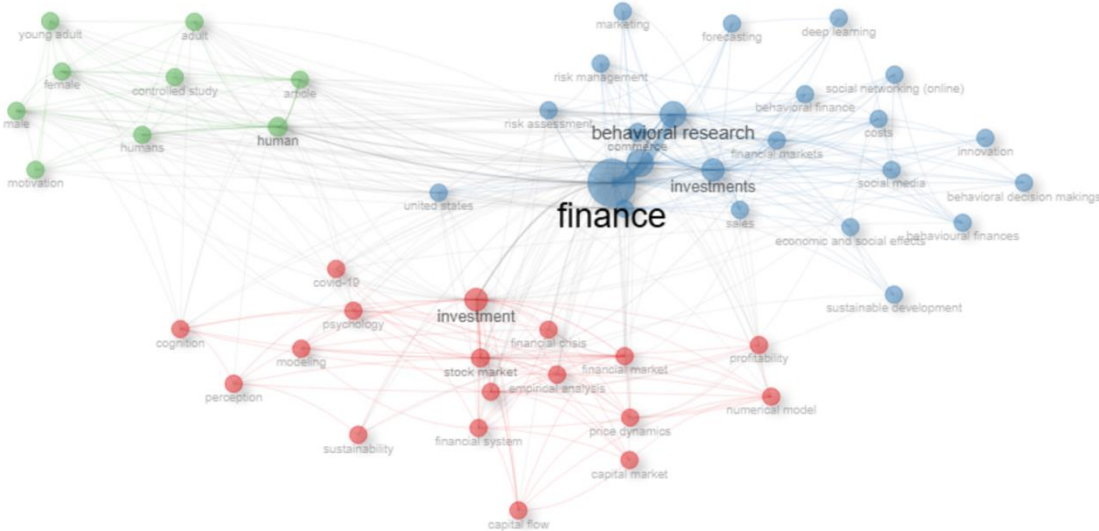 marketing
young adult
adult
forecasting
deep learning
risk management
female
controlled study
article
social networking (online)
behavioral finance
male
risk assessment
costs
humans
human
behavioral research
commerce
financial markets
innovation
motivation
united states
investments
social media
behavioral decision makings
finance
sales
economic and social effects
behavioural finances
covid-19
sustainable development
investment
psychology
cognition
financial crisis
modeling
stock market
financial market
profitability
perception
empirical analysis
numerical model
price dynamics
sustainability
financial system
capital market
capital flow